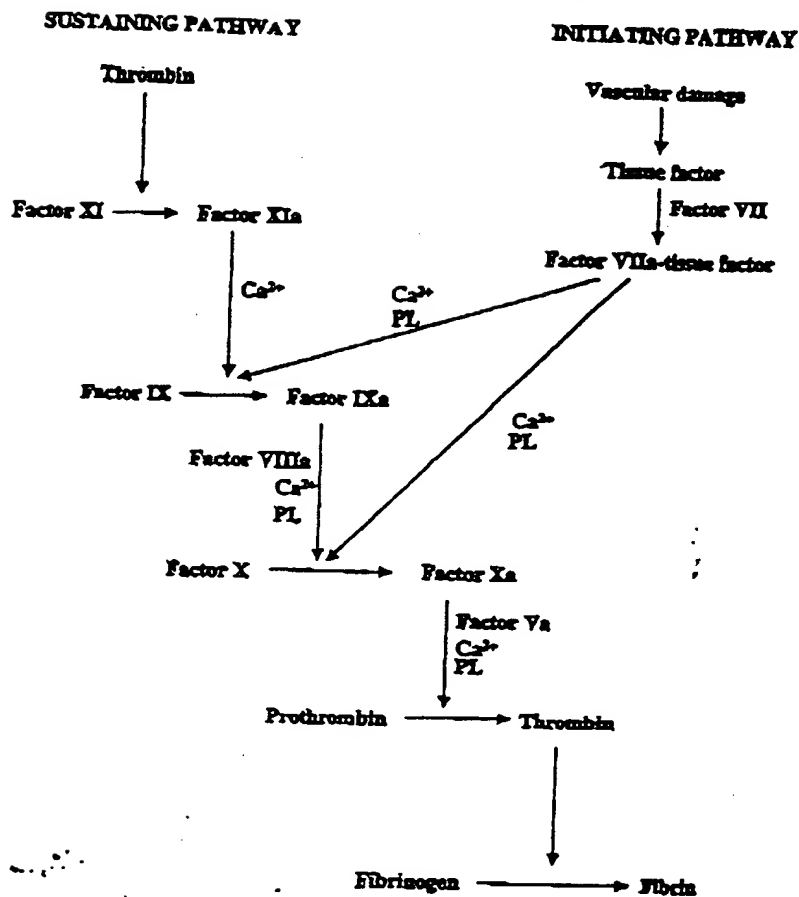 SUSTAINING PATHWAY
INITIATING PATHWAY
Thrombin
Vascular damage
Tissue factor
Factor VII
Factor XI
Factor XIa
Factor VIIa-tissue factor
Ca²⁺
Ca²⁺
PL
Factor IX
Factor IXa
Ca²⁺
PL
Factor VIIIa
Ca²⁺
PL
Factor X
Factor Xa
Factor Va
Ca²⁺
PL
Prothrombin
Thrombin
Fibrinogen
Fibrin